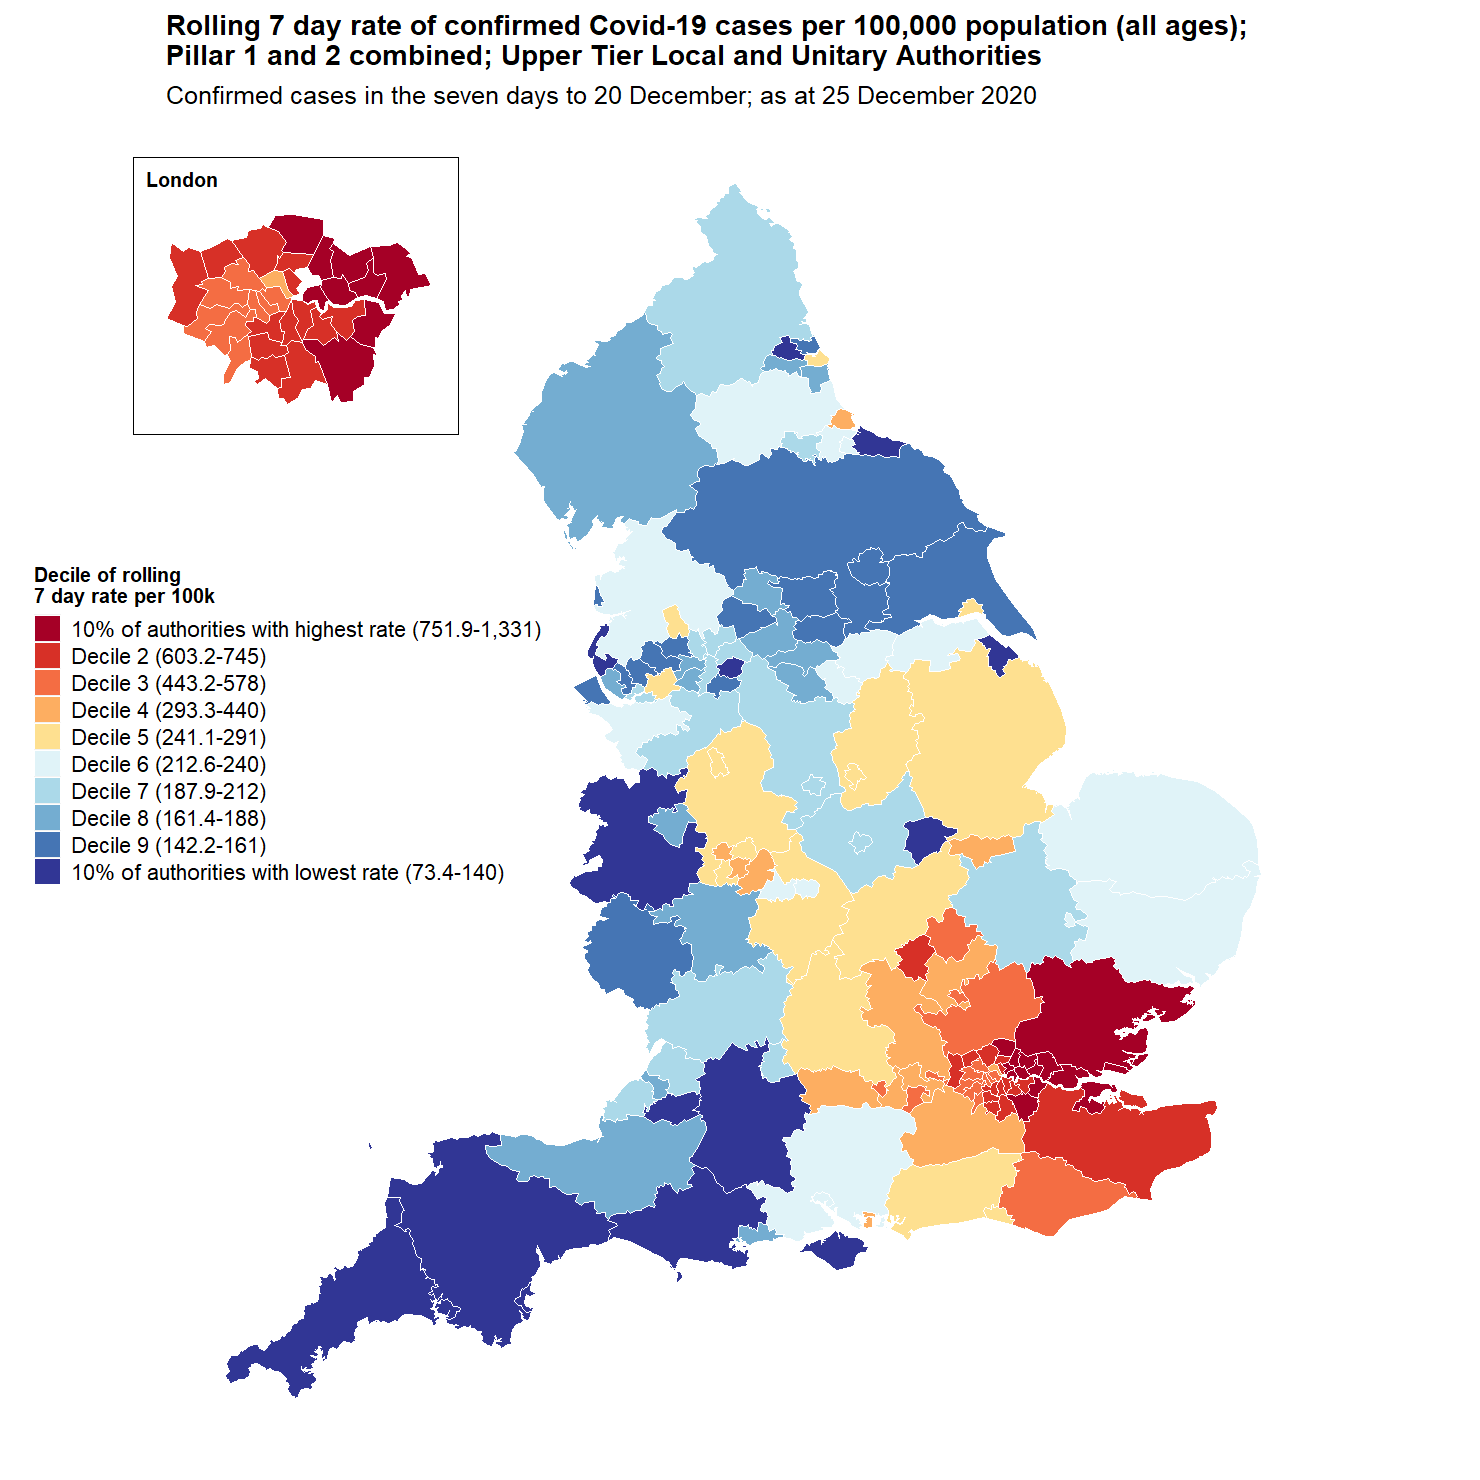 Rolling 7 day rate of confirmed Covid-19 cases per 100,000 population (all ages);
Pillar 1 and 2 combined; Upper Tier Local and Unitary Authorities
Confirmed cases in the seven days to 20 December; as at 25 December 2020
London
Decile of rolling
7 day rate per 100k
10% of authorities with highest rate (751.9-1,331)
Decile 2 (603.2-745)
Decile 3 (443.2-578)
Decile 4 (293.3-440)
Decile 5 (241.1-291)
Decile 6 (212.6-240)
Decile 7 (187.9-212)
Decile 8 (161.4-188)
Decile 9 (142.2-161)
10% of authorities with lowest rate (73.4-140)